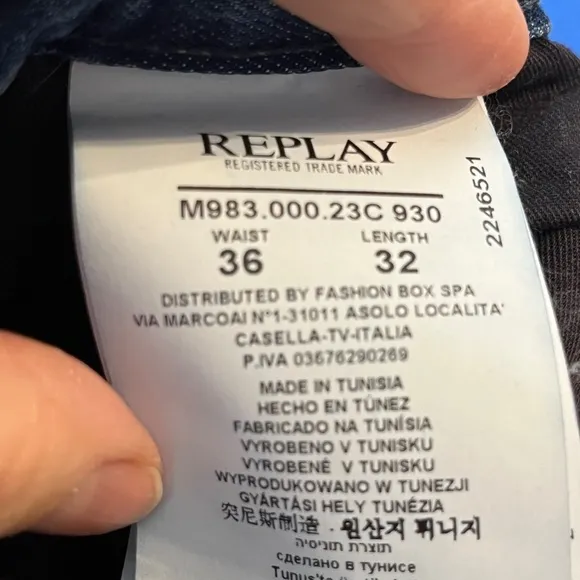 REPLAY
REGISTERED TRADE MARK
M983.000.23C 930
WAIST LENGTH
36 32
2246521
DISTRIBUTED BY FASHION BOX SPA
VIA MARCOAI N°1-31011 ASOLO LOCALITA'
CASELLA-TV-ITALIA
P.IVA 03676290269
MADE IN TUNISIA
HECHO EN TÚNEZ
FABRICADO NA TUNÍSIA
VYROBENO V TUNISKU
VYROBENÉ V TUNISKU
WYPRODUKOWANO W TUNEZJI
GYÁRTÁSI HELY TUNÉZIA
突尼斯制造 . 원산지 튀니지
תוצרת תוניסיה
сделано в тунисе
Tunus'ta